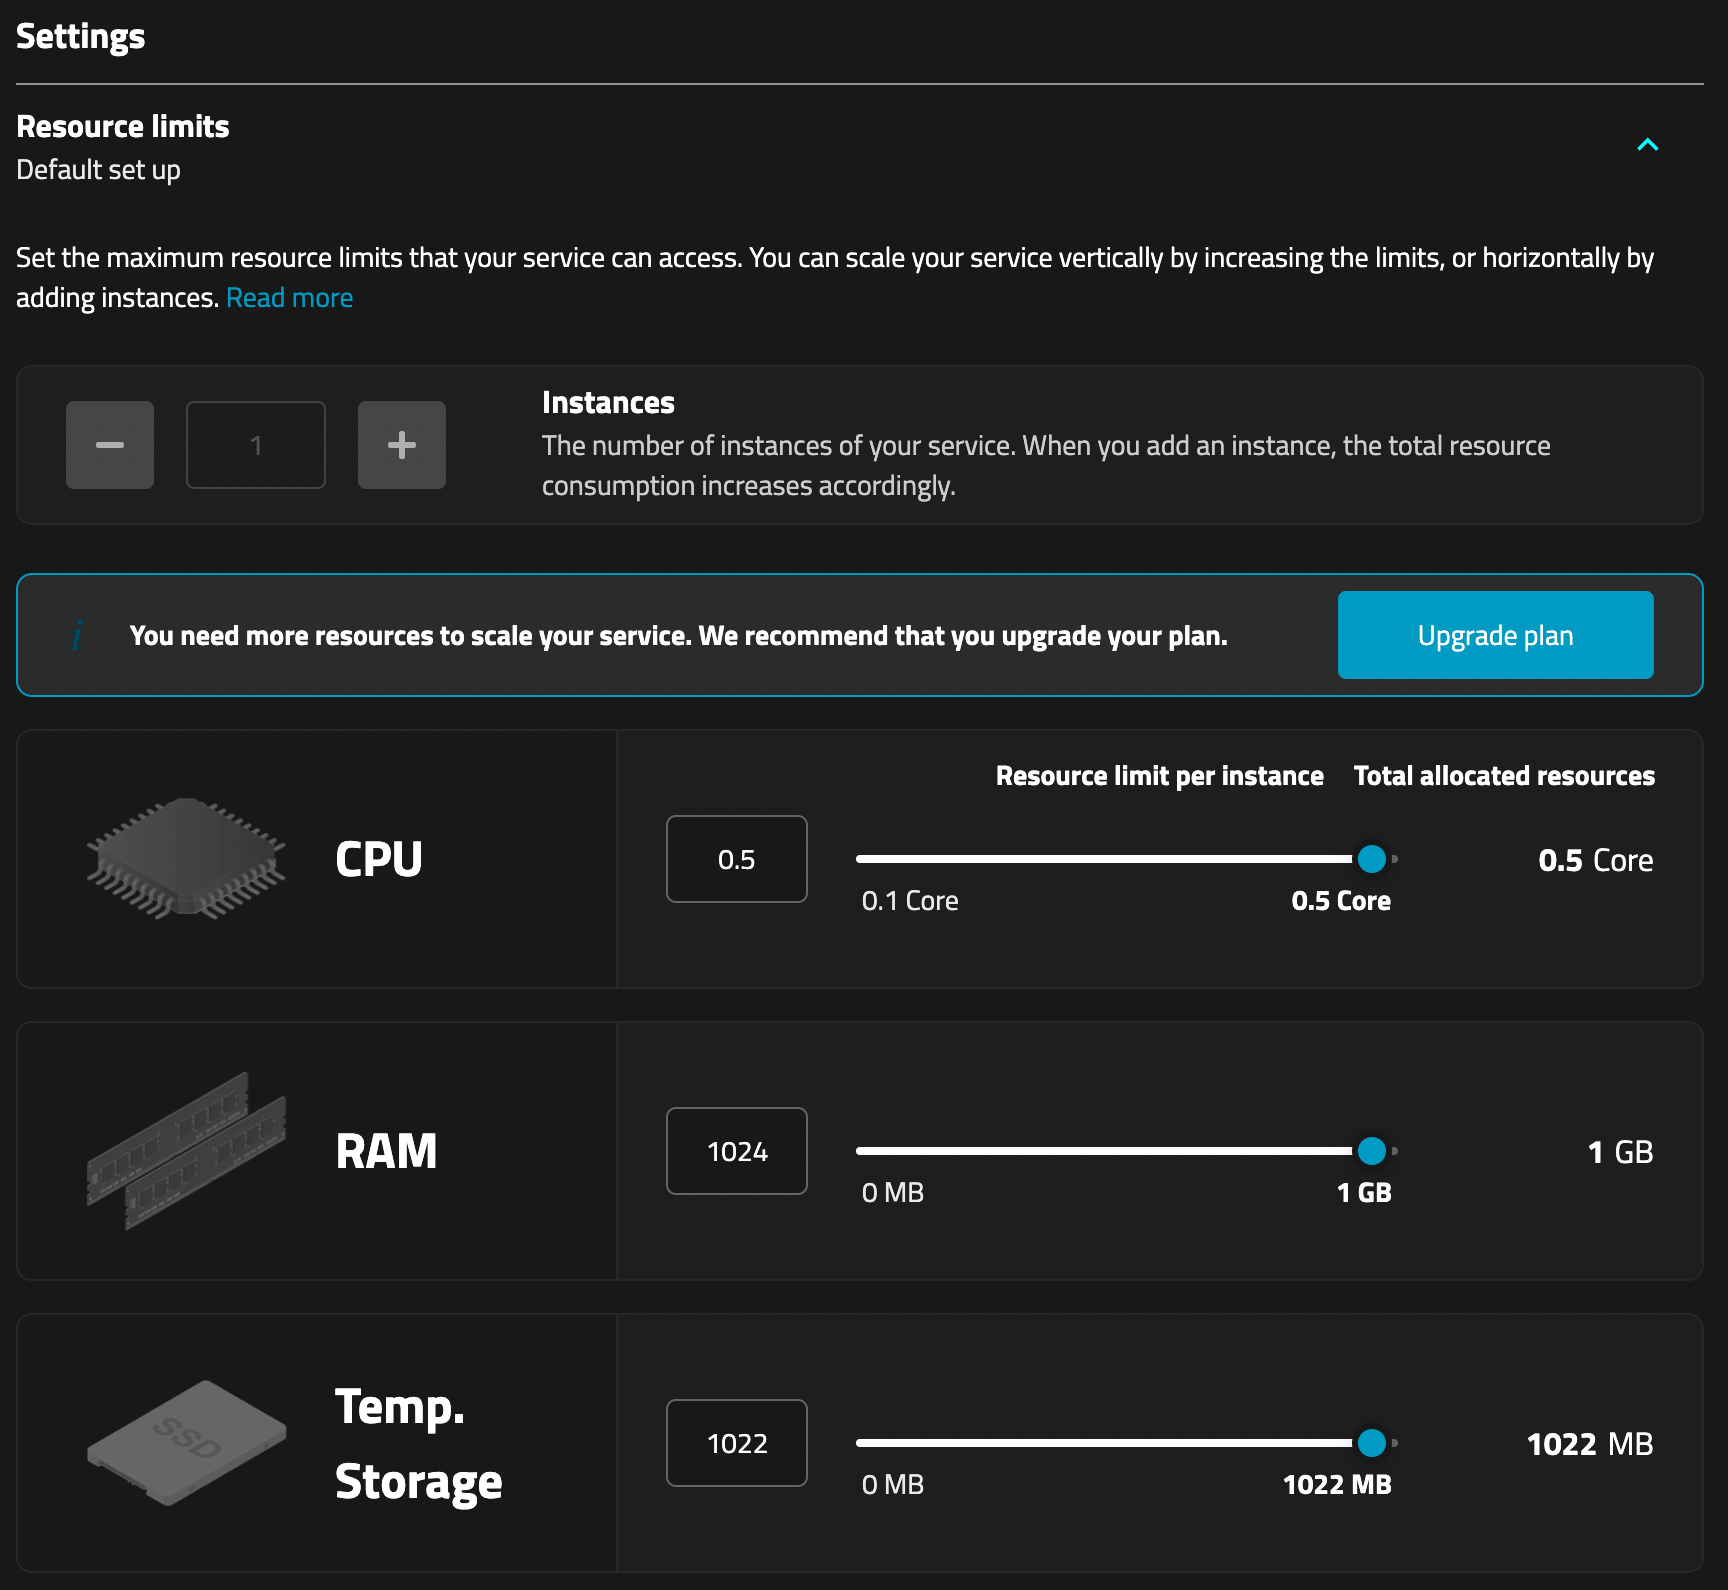 Settings
Resource limits
Default set up
Set the maximum resource limits that your service can access. You can scale your service vertically by increasing the limits, or horizontally by
adding instances. Read more
1
Instances
The number of instances of your service. When you add an instance, the total resource
consumption increases accordingly.
i You need more resources to scale your service. We recommend that you upgrade your plan. Upgrade plan
CPU
Resource limit per instance Total allocated resources
0.5
0.5 Core
0.1 Core 0.5 Core
RAM
1024
1 GB
0 MB 1 GB
SSD
Temp.
Storage
1022
1022 MB
0 MB 1022 MB